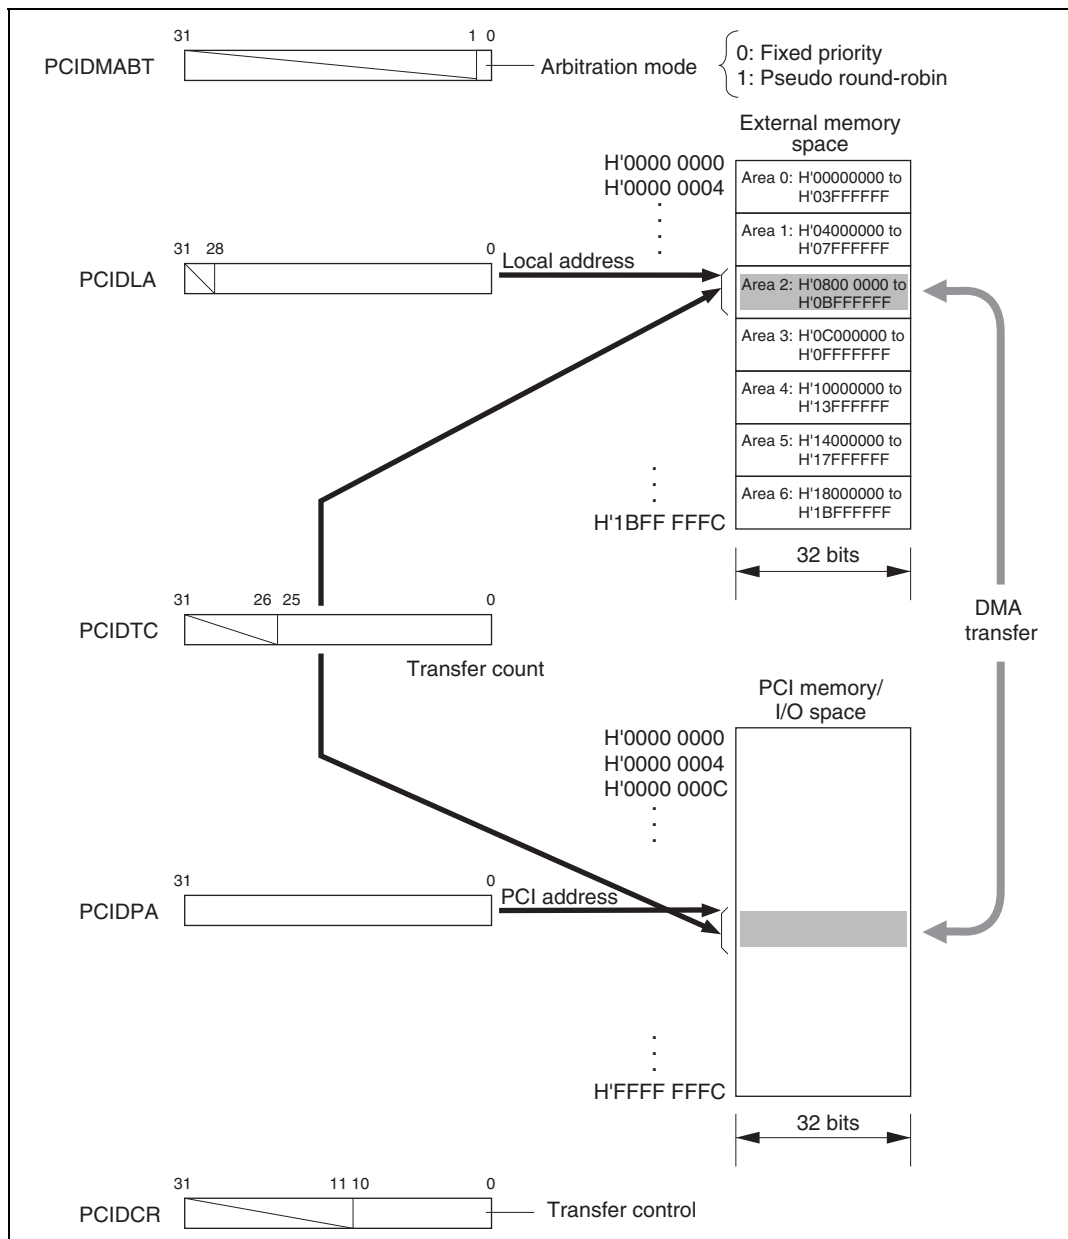 31 1 0
PCIDMABT
Arbitration mode
0: Fixed priority
1: Pseudo round-robin
External memory
space
H'0000 0000
H'0000 0004
Area 0: H'00000000 to
H'03FFFFFF
Area 1: H'04000000 to
H'07FFFFFF
31 28 0
PCIDLA
Local address
Area 2: H'0800 0000 to
H'0BFFFFFF
Area 3: H'0C000000 to
H'0FFFFFFF
Area 4: H'10000000 to
H'13FFFFFF
Area 5: H'14000000 to
H'17FFFFFF
Area 6: H'18000000 to
H'1BFFFFFF
H'1BFF FFFC
32 bits
31 26 25 0
PCIDTC
Transfer count
DMA
transfer
PCI memory/
I/O space
H'0000 0000
H'0000 0004
H'0000 000C
31 0
PCIDPA
PCI address
H'FFFF FFFC
32 bits
31 11 10 0
PCIDCR
Transfer control